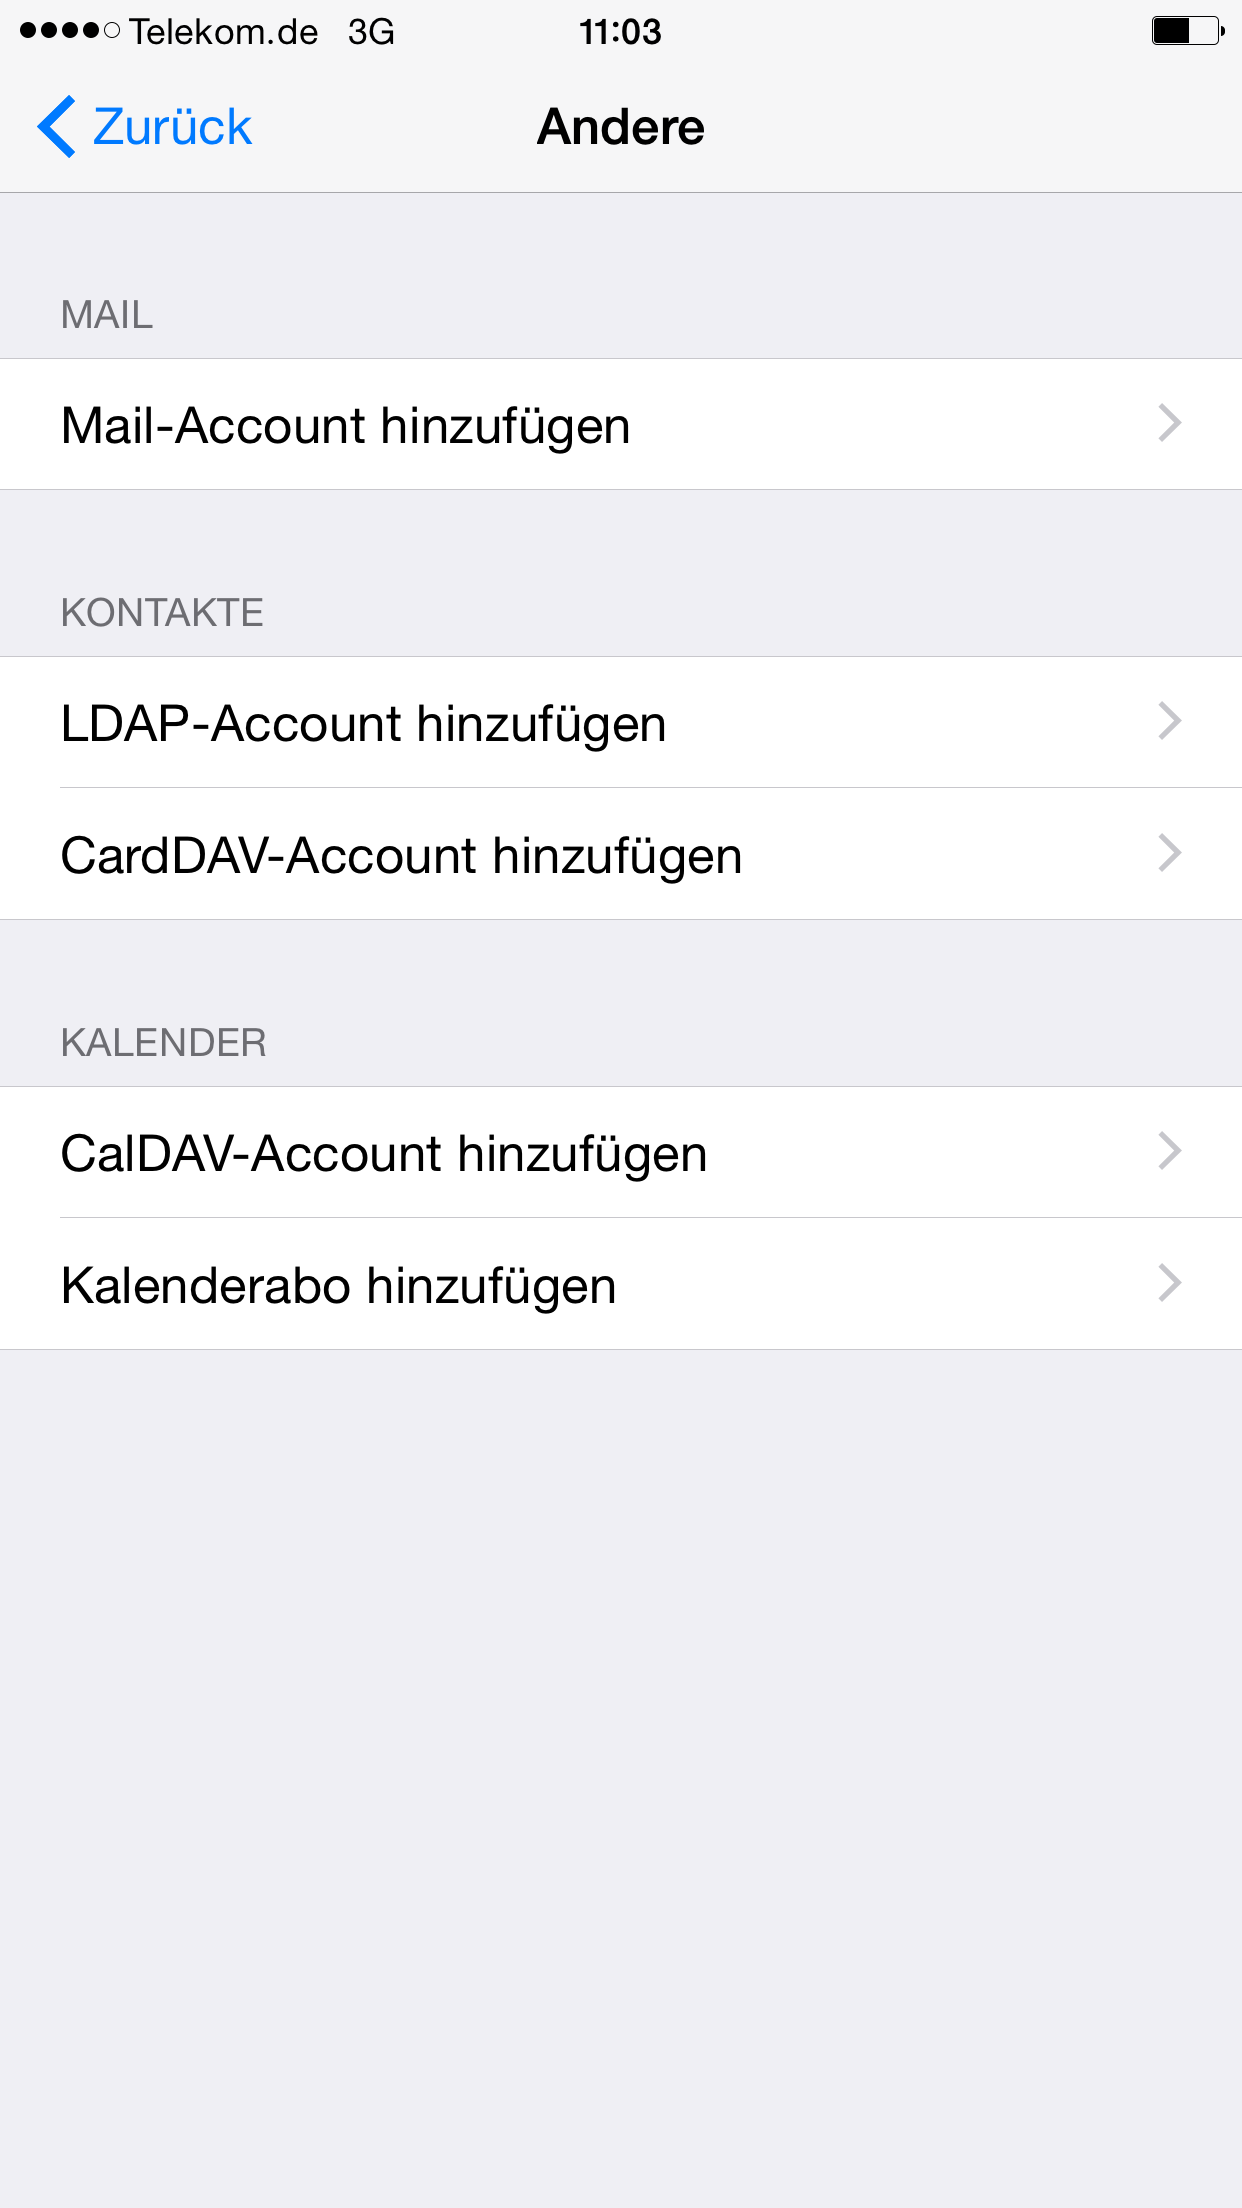 Telekom.de 3G 11:03
Zurück Andere
MAIL
Mail-Account hinzufügen
KONTAKTE
LDAP-Account hinzufügen
CardDAV-Account hinzufügen
KALENDER
CalDAV-Account hinzufügen
Kalenderabo hinzufügen